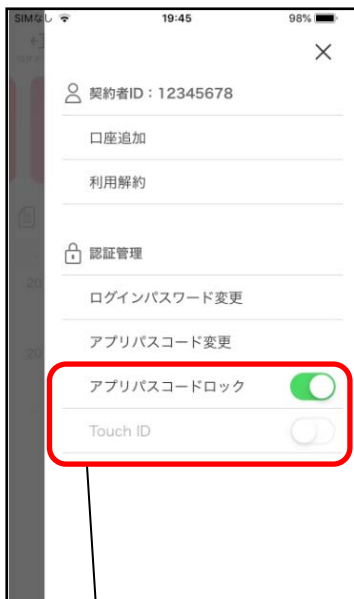 SIMなし 19:45 98%
契約者ID：12345678
口座追加
利用解約
認証管理
ログインパスワード変更
アプリパスコード変更
アプリパスコードロック
Touch ID
20
20